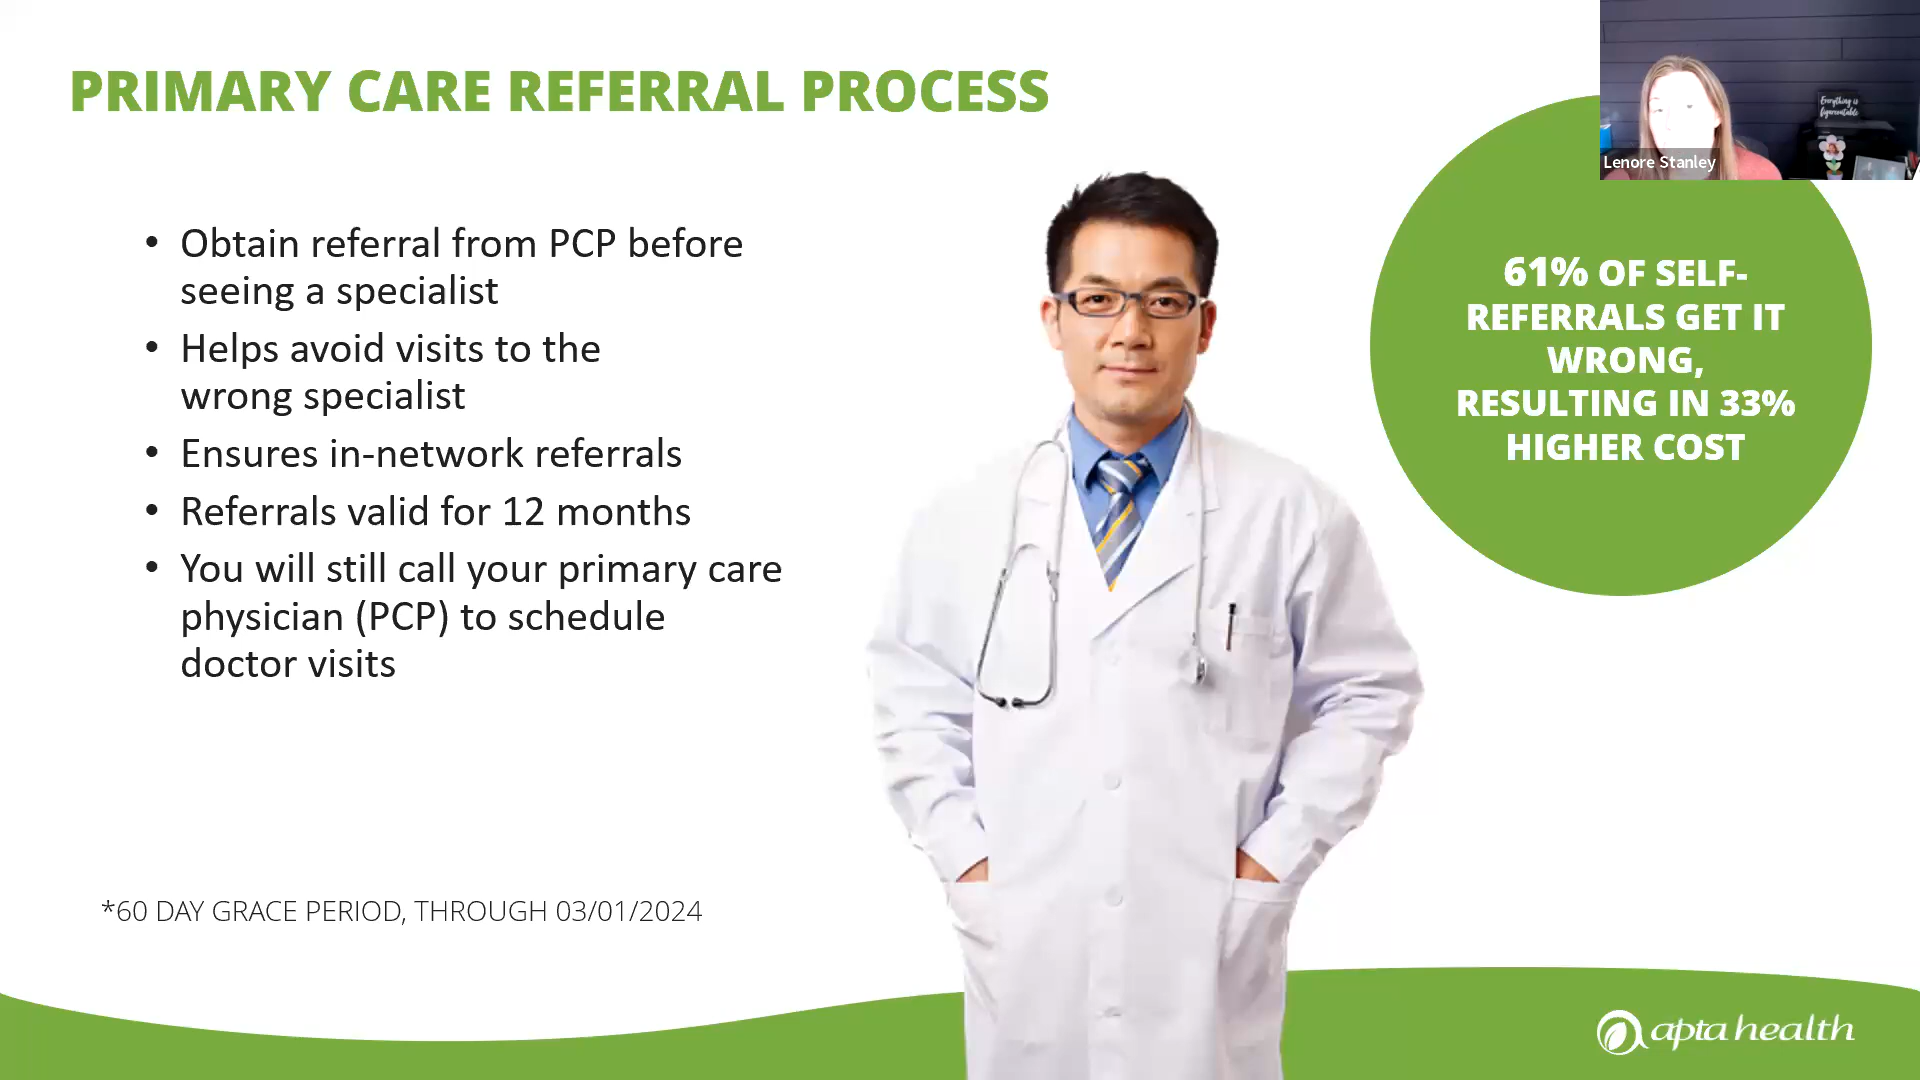 PRIMARY CARE REFERRAL PROCESS
Everything is
figureoutable
Lenore Stanley
• Obtain referral from PCP before
seeing a specialist
• Helps avoid visits to the
wrong specialist
• Ensures in-network referrals
• Referrals valid for 12 months
• You will still call your primary care
physician (PCP) to schedule
doctor visits
61% OF SELF-
REFERRALS GET IT
WRONG,
RESULTING IN 33%
HIGHER COST
*60 DAY GRACE PERIOD, THROUGH 03/01/2024
apta health